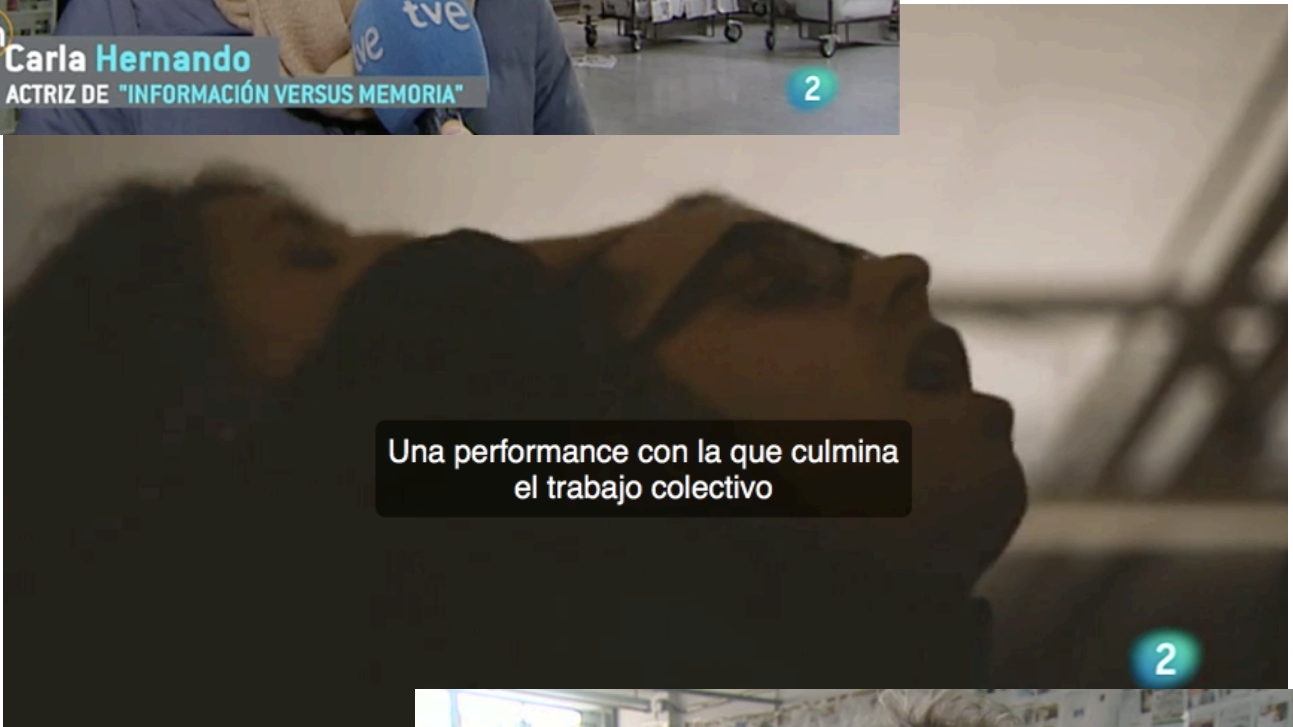 tve
tve
Carla Hernando
ACTRIZ DE "INFORMACIÓN VERSUS MEMORIA"
2
Una performance con la que culmina
el trabajo colectivo
2